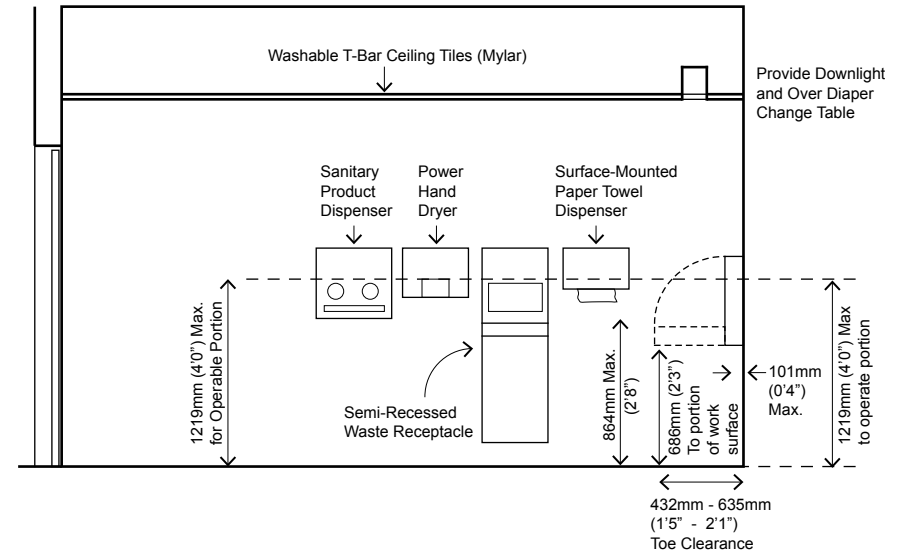 Washable T-Bar Ceiling Tiles (Mylar)
Provide Downlight
and Over Diaper
Change Table
Sanitary
Product
Dispenser
Power
Hand
Dryer
Surface-Mounted
Paper Towel
Dispenser
1219mm (4'0") Max.
for Operable Portion
Semi-Recessed
Waste Receptacle
864mm Max.
(2'8")
686mm (2'3")
To portion
of work
surface
101mm
(0'4")
Max.
1219mm (4'0") Max
to operate portion
432mm - 635mm
(1'5" - 2'1")
Toe Clearance